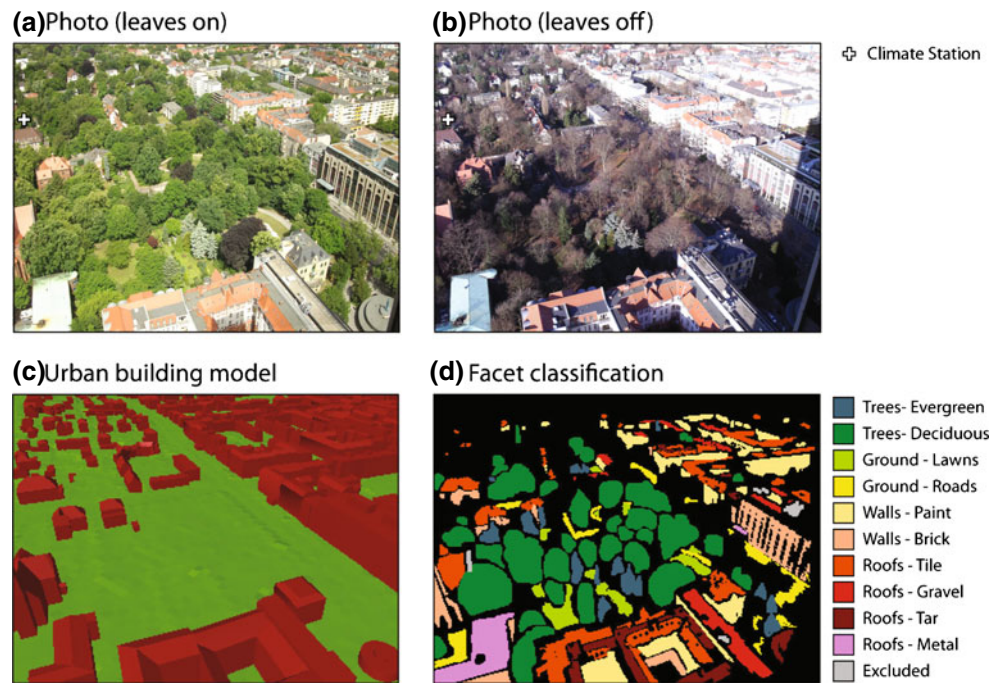 (a) Photo (leaves on)
(b) Photo (leaves off)
Climate Station
(c) Urban building model
(d) Facet classification
Trees- Evergreen
Trees- Deciduous
Ground - Lawns
Ground - Roads
Walls - Paint
Walls - Brick
Roofs - Tile
Roofs - Gravel
Roofs - Tar
Roofs - Metal
Excluded